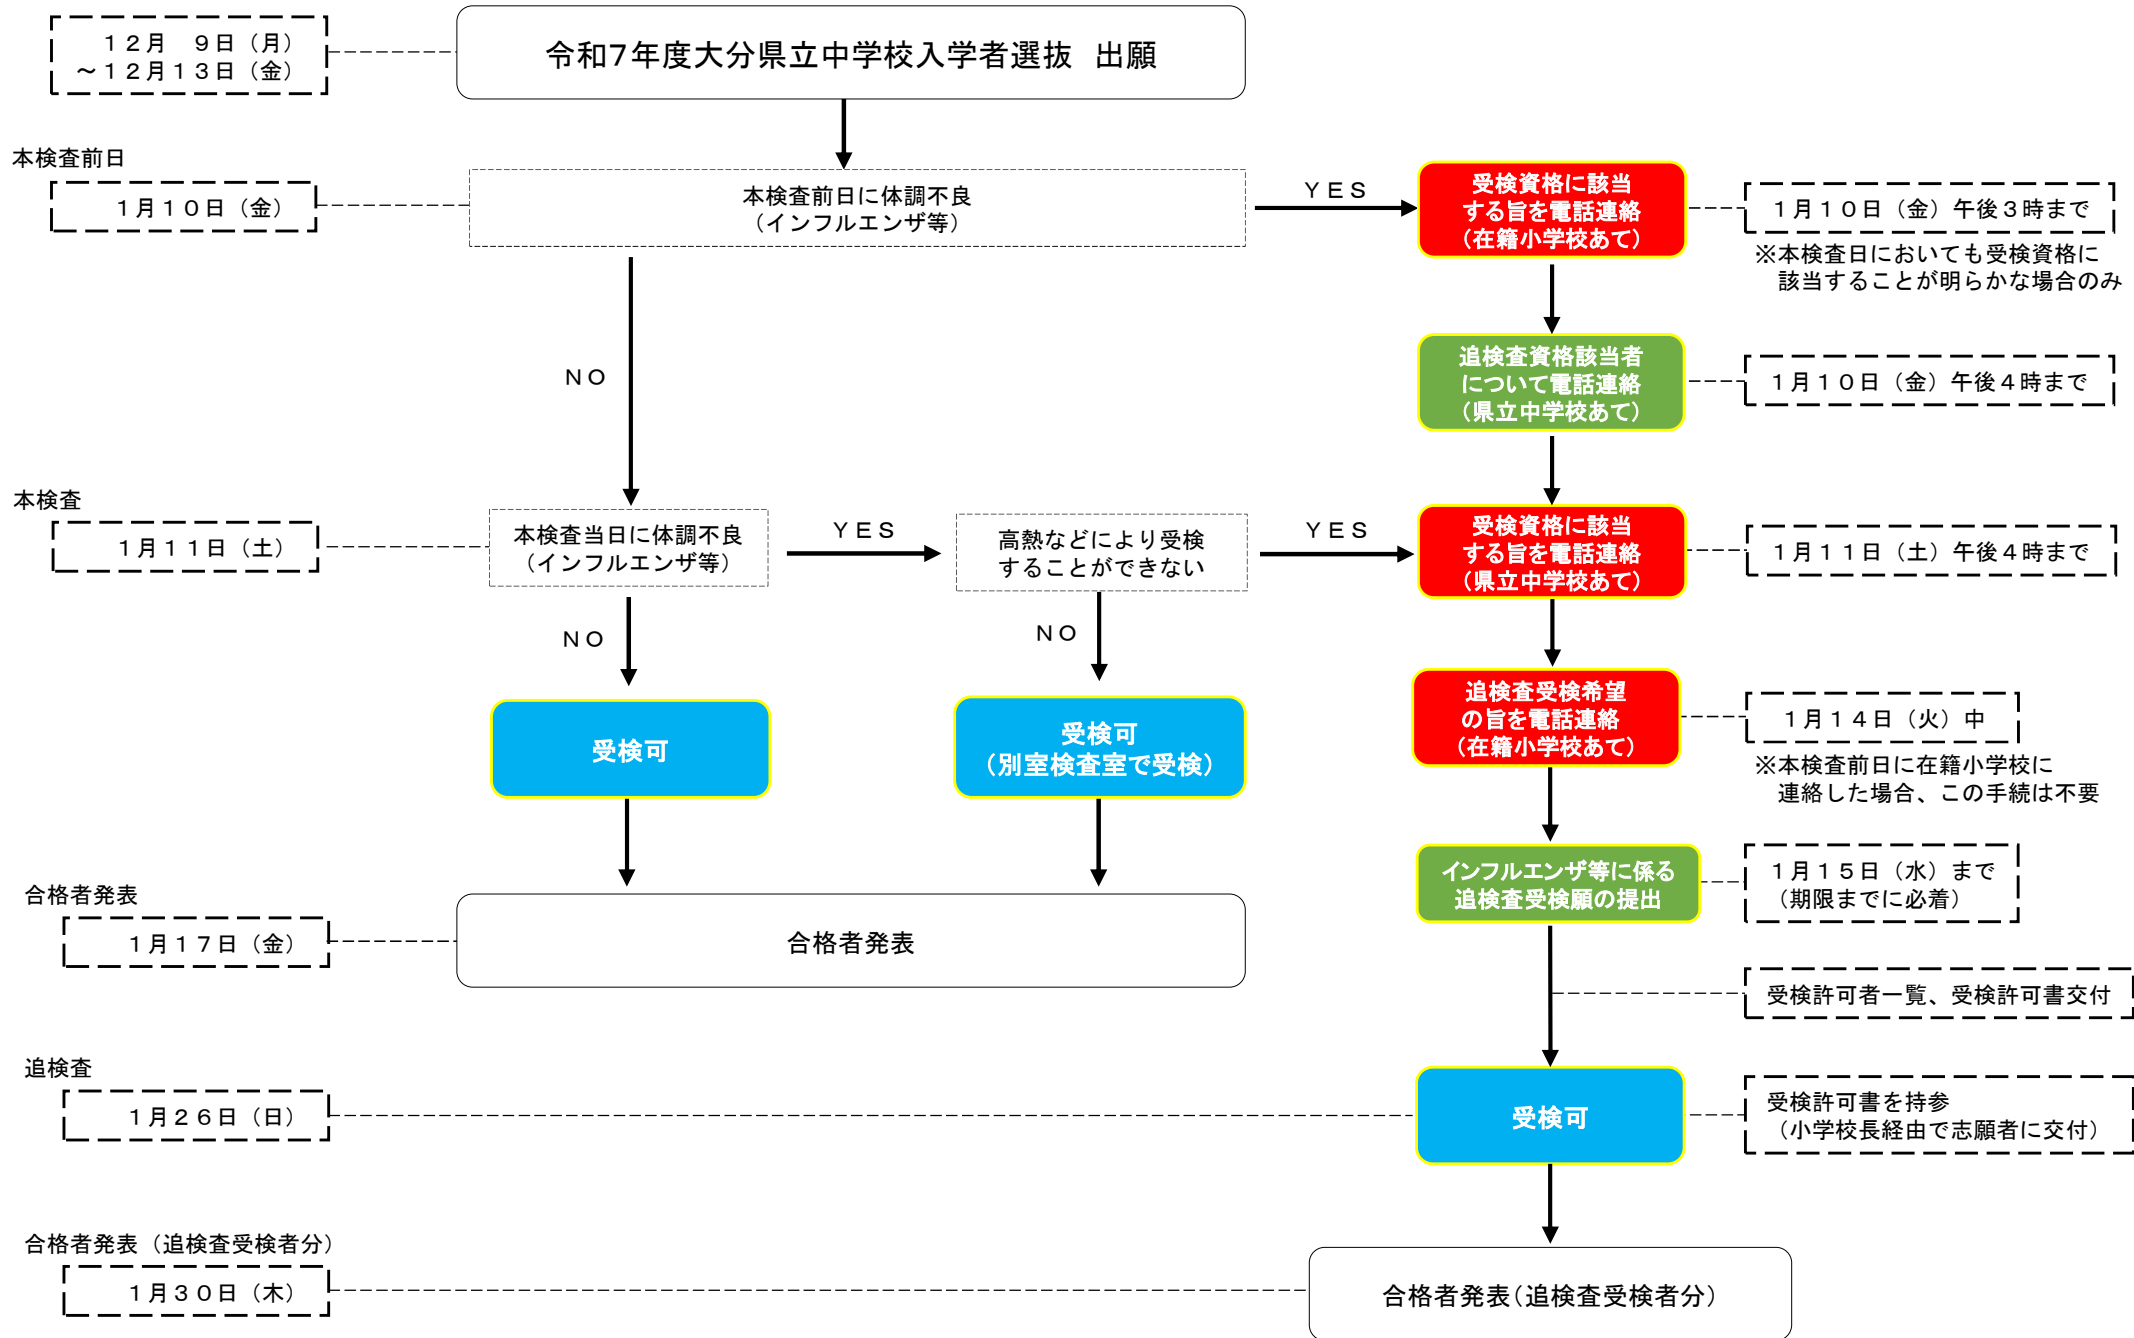 １２月　９日（月）
～１２月１３日（金）
令和７年度大分県立中学校入学者選抜　出願
本検査前日
１月１０日（金）
本検査前日に体調不良
（インフルエンザ等）
ＹＥＳ
受検資格に該当
する旨を電話連絡
（在籍小学校あて）
１月１０日（金）午後３時まで
※本検査日においても受検資格に
該当することが明らかな場合のみ
ＮＯ
追検査資格該当者
について電話連絡
（県立中学校あて）
１月１０日（金）午後４時まで
本検査
１月１１日（土）
本検査当日に体調不良
（インフルエンザ等）
ＹＥＳ
高熱などにより受検
することができない
ＹＥＳ
受検資格に該当
する旨を電話連絡
（県立中学校あて）
１月１１日（土）午後４時まで
ＮＯ
ＮＯ
受検可
受検可
（別室検査室で受検）
追検査受検希望
の旨を電話連絡
（在籍小学校あて）
１月１４日（火）中
※本検査前日に在籍小学校に
連絡した場合、この手続は不要
インフルエンザ等に係る
追検査受検願の提出
１月１５日（水）まで
（期限までに必着）
合格者発表
１月１７日（金）
合格者発表
受検許可者一覧、受検許可書交付
追検査
１月２６日（日）
受検可
受検許可書を持参
（小学校長経由で志願者に交付）
合格者発表（追検査受検者分）
１月３０日（木）
合格者発表（追検査受検者分）